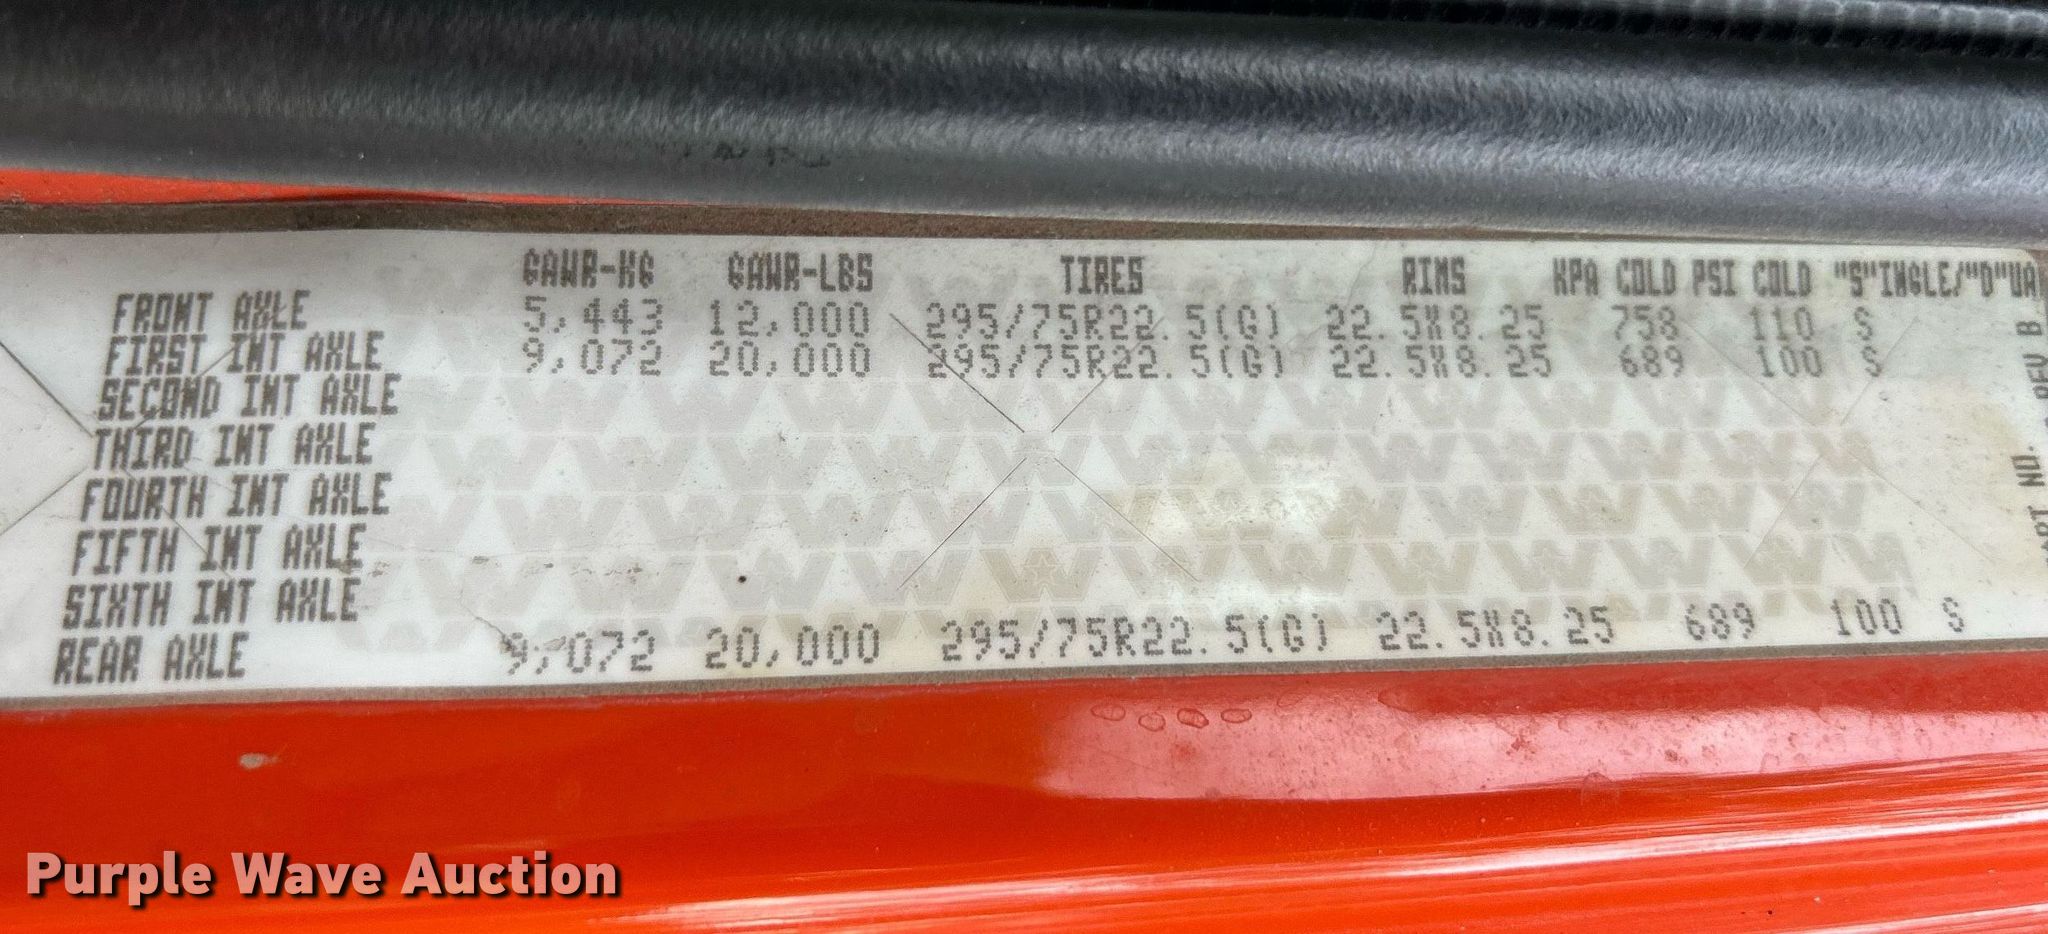 GAWR-KG GAWR-LBS TIRES RIMS KPA COLD PSI COLD "S"INGLE/"D"UA
FRONT AXLE 5,443 12,000 295/75R22.5(G) 22.5X8.25 758 110 S
FIRST INT AXLE 9,072 20,000 295/75R22.5(G) 22.5X8.25 689 100 S
SECOND INT AXLE
THIRD INT AXLE
FOURTH INT AXLE
FIFTH INT AXLE
SIXTH INT AXLE
REAR AXLE 9,072 20,000 295/75R22.5(G) 22.5X8.25 689 100 S
PART NO. REV B
Purple Wave Auction